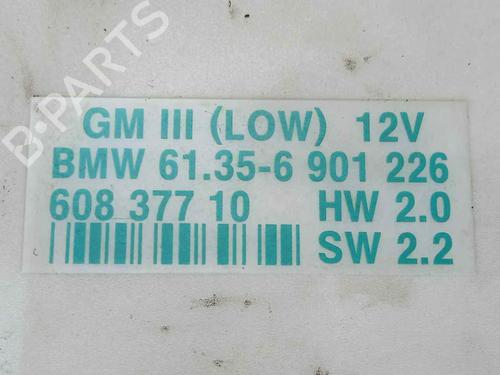 B-PARTS
GM III (LOW) 12V
BMW 61.35-6 901 226
608 377 10 HW 2.0
SW 2.2